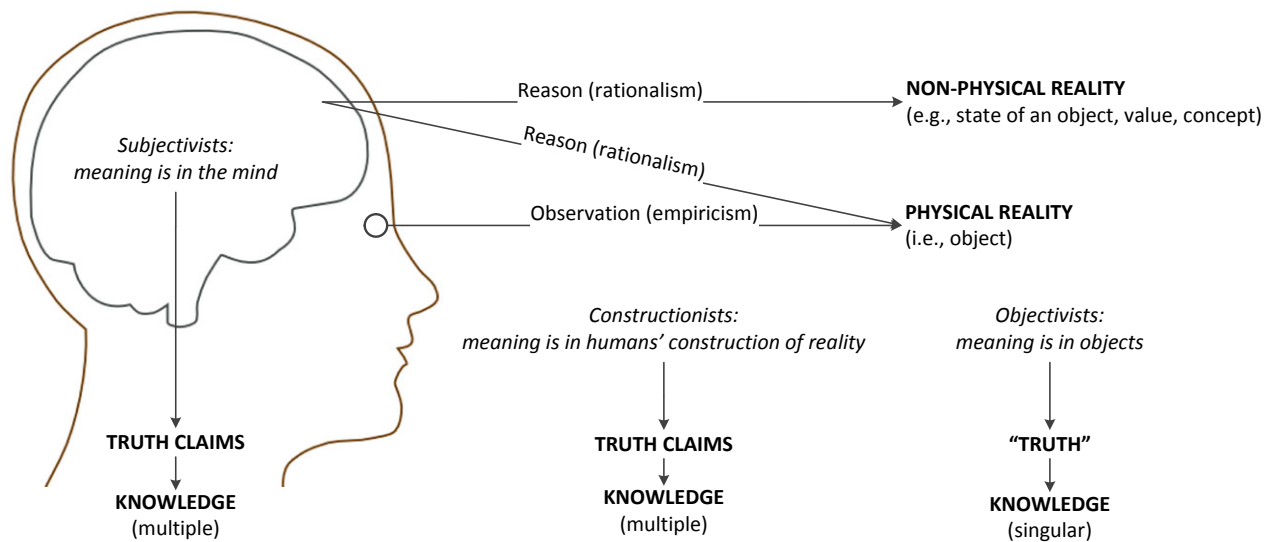 Reason (rationalism)
NON-PHYSICAL REALITY
(e.g., state of an object, value, concept)
Reason (rationalism)
Subjectivists:
meaning is in the mind
Observation (empiricism)
PHYSICAL REALITY
(i.e., object)
Constructionists:
meaning is in humans’ construction of reality
Objectivists:
meaning is in objects
TRUTH CLAIMS
TRUTH CLAIMS
“TRUTH”
KNOWLEDGE
(multiple)
KNOWLEDGE
(multiple)
KNOWLEDGE
(singular)